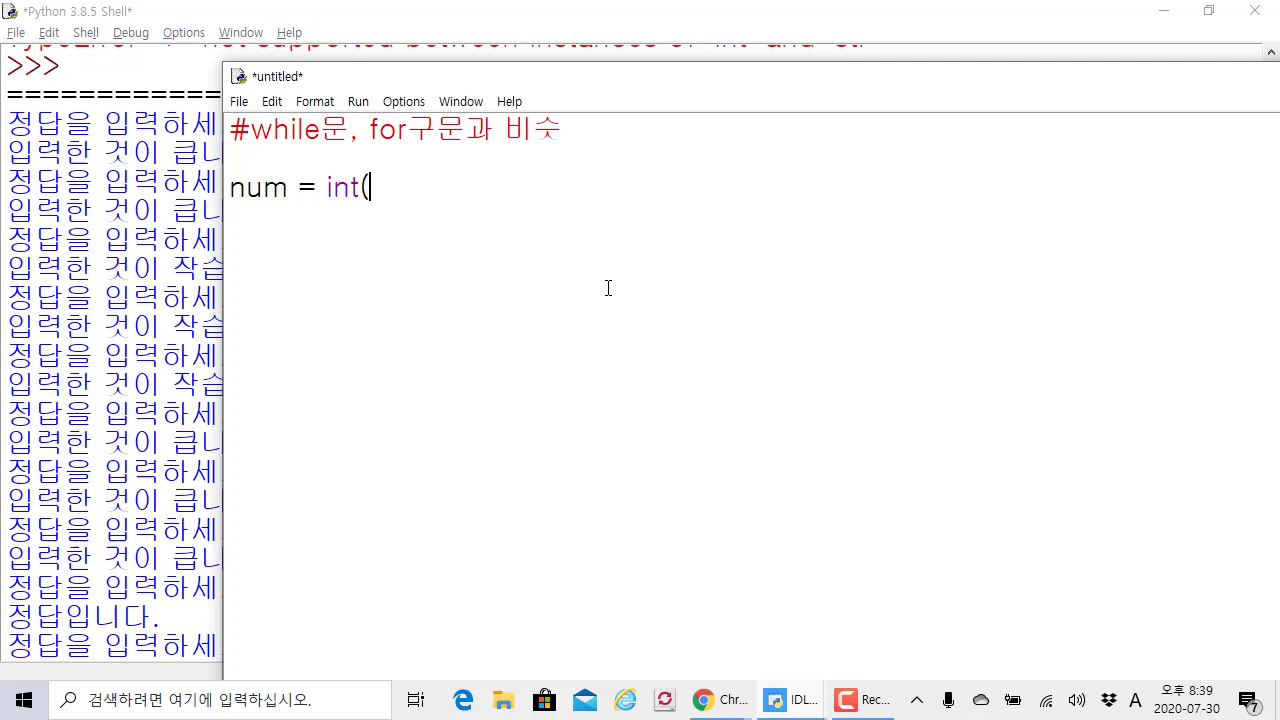 *Python 3.8.5 Shell*
File Edit Shell Debug Options Window Help
>>>
*untitled*
File Edit Format Run Options Window Help
#while문, for구문과 비슷
num = int(
정답을 입력하세
입력한 것이 큽니
정답을 입력하세
입력한 것이 큽니
정답을 입력하세
입력한 것이 작습
정답을 입력하세
입력한 것이 작습
정답을 입력하세
입력한 것이 작습
정답을 입력하세
입력한 것이 큽니
정답을 입력하세
입력한 것이 큽니
정답을 입력하세
입력한 것이 큽니
정답을 입력하세
정답입니다.
정답을 입력하세
검색하려면 여기에 입력하십시오.
Chr...
IDL...
Rec...
A
오후 8:39
2020-07-30
7